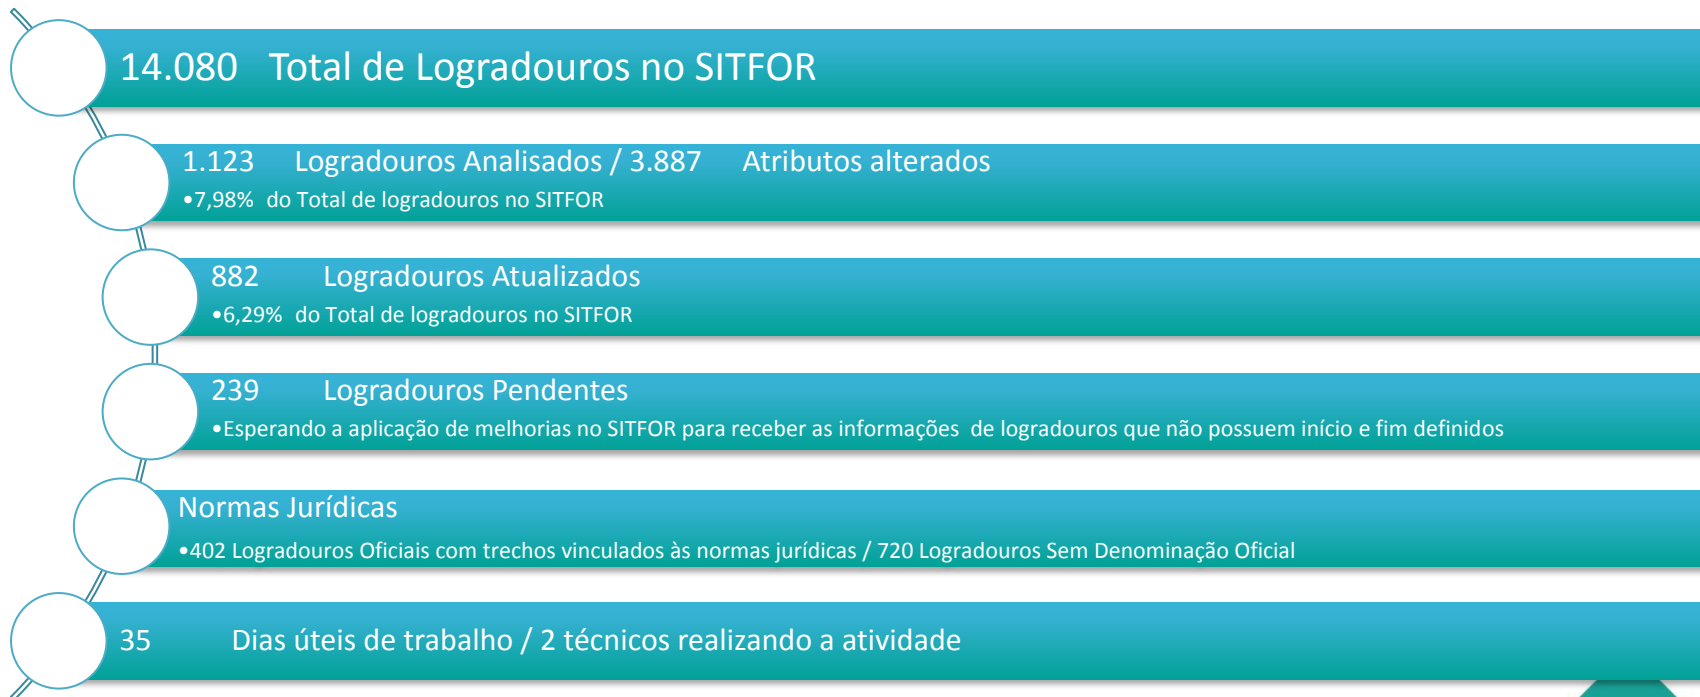 14.080 Total de Logradouros no SITFOR
1.123 Logradouros Analisados / 3.887 Atributos alterados
•7,98% do Total de logradouros no SITFOR
882 Logradouros Atualizados
•6,29% do Total de logradouros no SITFOR
239 Logradouros Pendentes
•Esperando a aplicação de melhorias no SITFOR para receber as informações de logradouros que não possuem início e fim definidos
Normas Jurídicas
•402 Logradouros Oficiais com trechos vinculados às normas jurídicas / 720 Logradouros Sem Denominação Oficial
35 Dias úteis de trabalho / 2 técnicos realizando a atividade